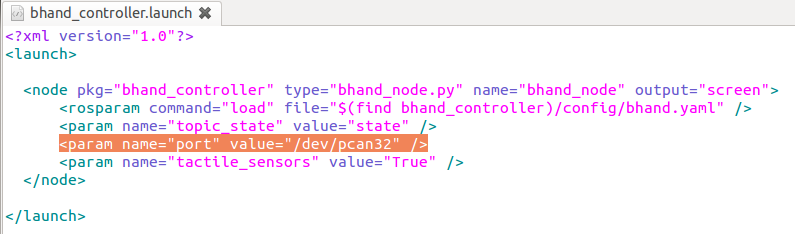 bhand_controller.launch
<?xml version="1.0"?>
<launch>
<node pkg="bhand_controller" type="bhand_node.py" name="bhand_node" output="screen">
<rosparam command="load" file="$(find bhand_controller)/config/bhand.yaml" />
<param name="topic_state" value="state" />
<param name="port" value="/dev/pcan32" />
<param name="tactile_sensors" value="True" />
</node>
</launch>